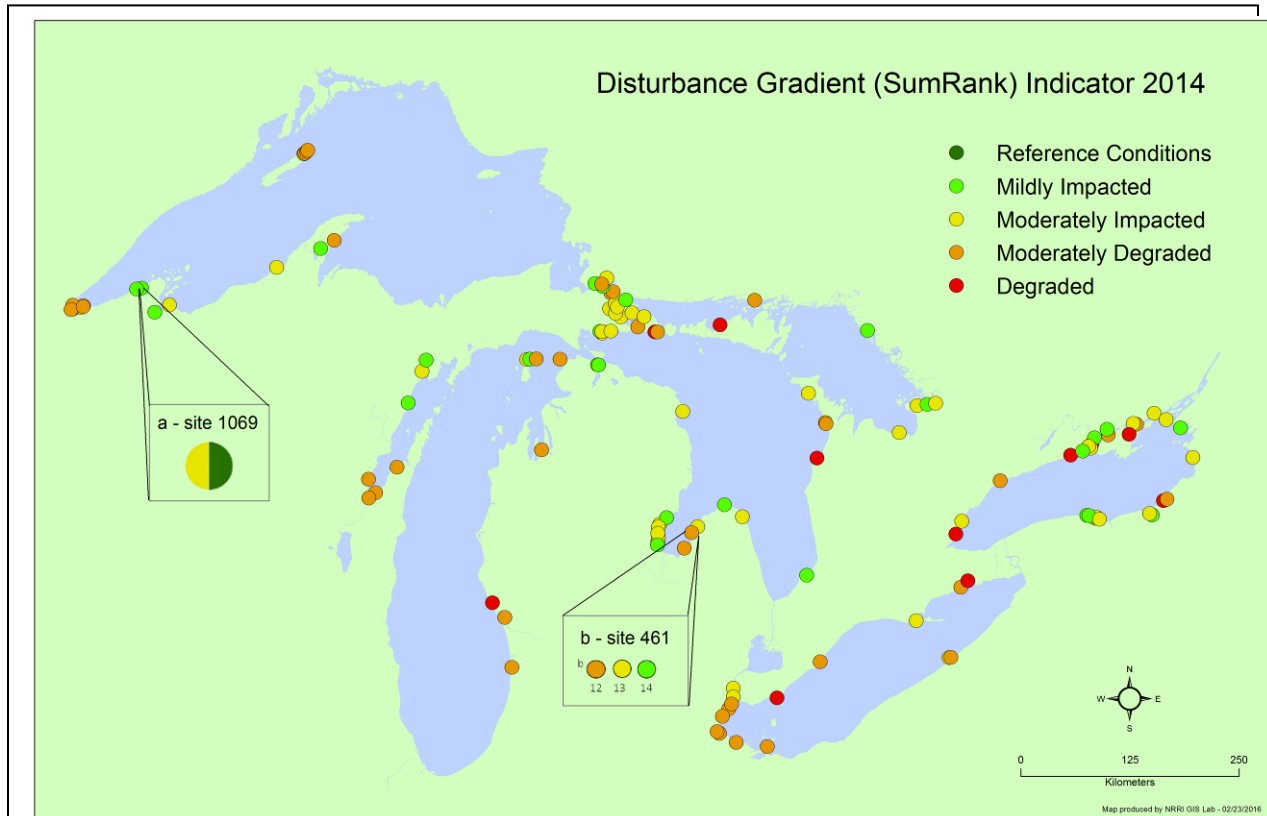 Disturbance Gradient (SumRank) Indicator 2014
Reference Conditions
Mildly Impacted
Moderately Impacted
Moderately Degraded
Degraded
a - site 1069
b - site 461
b
12 13 14
N
W E
S
0 125 250
Kilometers
Map produced by NRRI GIS Lab - 02/23/2016